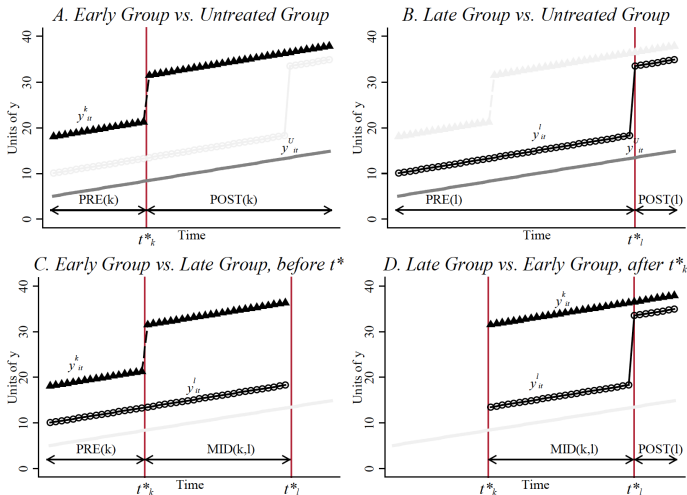 A. Early Group vs. Untreated Group
Units of y
0 10 20 30 40
y^k_it
y^U_it
PRE(k) POST(k)
t*_k Time
B. Late Group vs. Untreated Group
Units of y
0 10 20 30 40
y^l_it
y^U_it
PRE(l) POST(l)
Time t*_l
C. Early Group vs. Late Group, before t*
Units of y
0 10 20 30 40
y^k_it
y^l_it
PRE(k) MID(k,l)
t*_k Time t*_l
D. Late Group vs. Early Group, after t*_k
Units of y
0 10 20 30 40
y^k_it
y^l_it
MID(k,l) POST(l)
Time t*_k t*_l